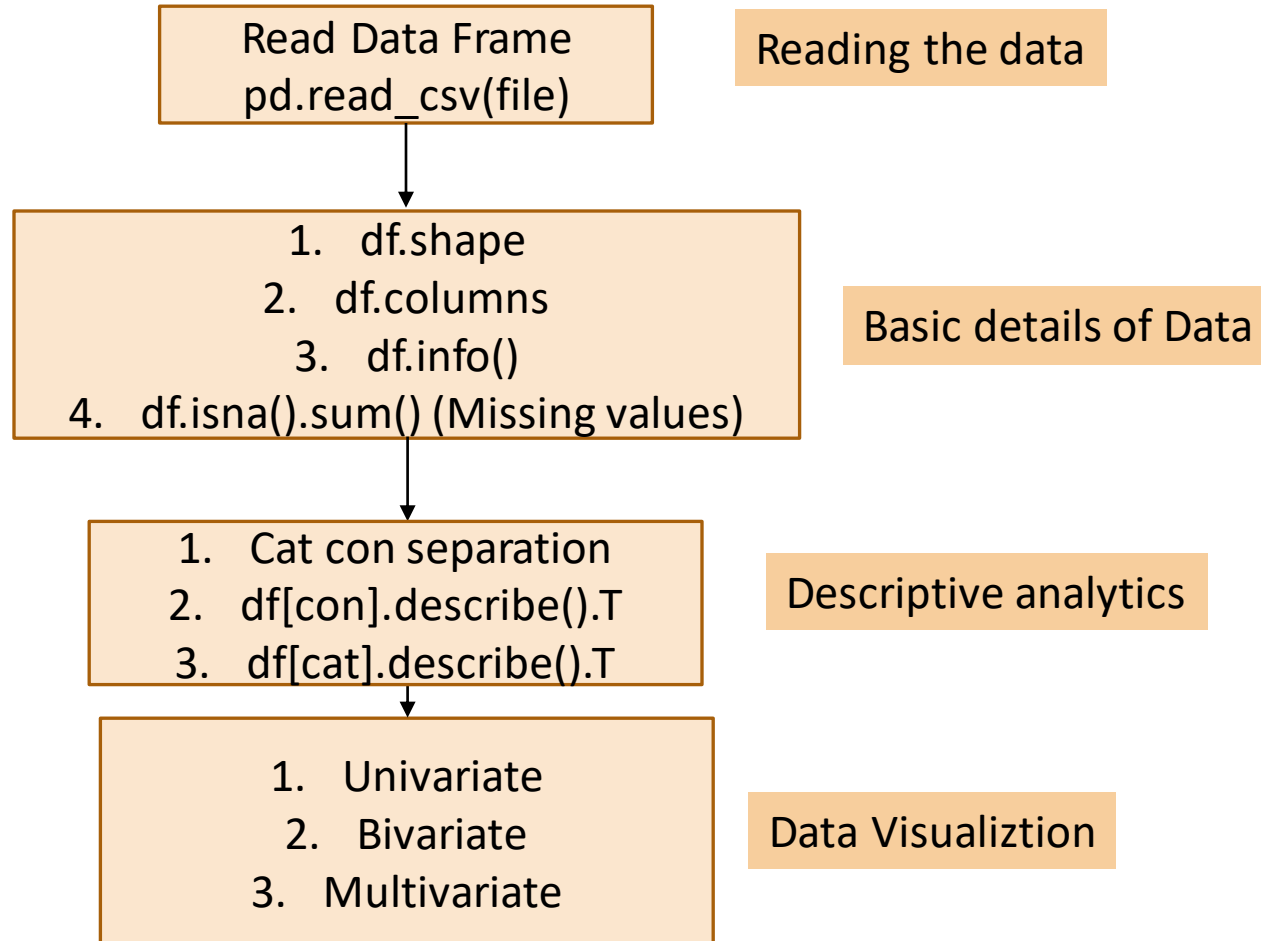 Read Data Frame
pd.read_csv(file)
Reading the data
1. df.shape
2. df.columns
3. df.info()
4. df.isna().sum() (Missing values)
Basic details of Data
1. Cat con separation
2. df[con].describe().T
3. df[cat].describe().T
Descriptive analytics
1. Univariate
2. Bivariate
3. Multivariate
Data Visualiztion